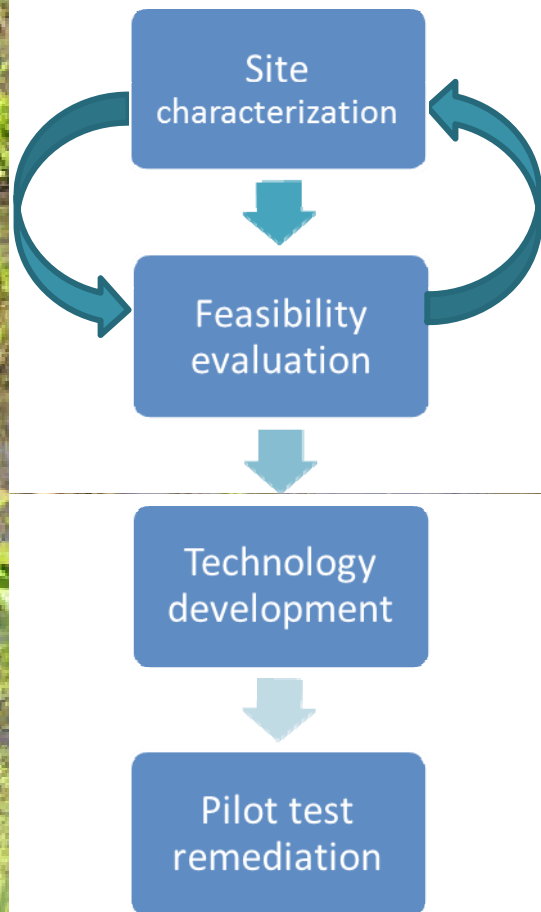 Site
characterization
Feasibility
evaluation
Technology
development
Pilot test
remediation